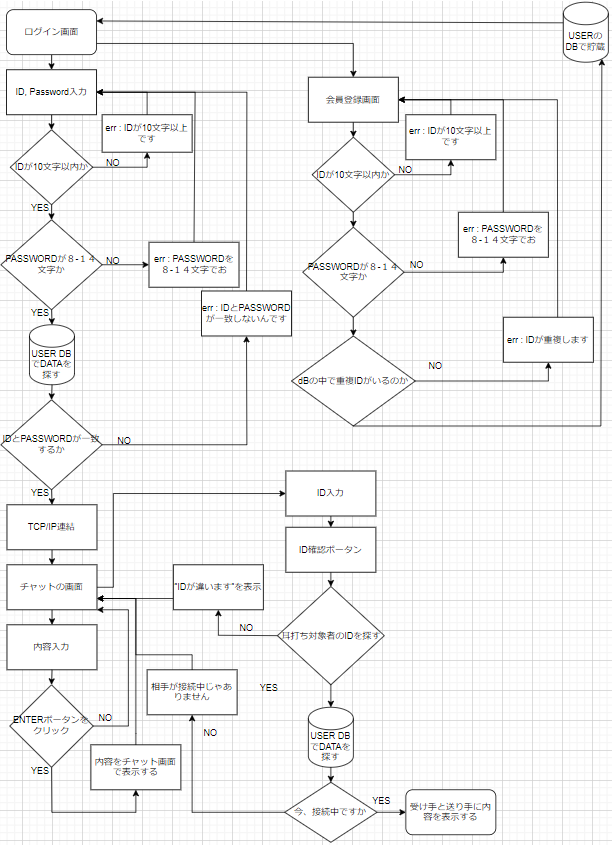 ログイン画面
USERの
DBで貯蔵
ID, Password入力
err : IDが10文字以上
です
IDが10文字以内か
NO
YES
PASSWORDが８-１４
文字か
NO
err : PASSWORDを
８-１４文字でお
YES
err : IDとPASSWORD
が一致しないんです
USER DB
でDATAを
探す
IDとPASSWORDが一致
するか
NO
YES
会員登録画面
err : IDが10文字以上
です
IDが10文字以内か
NO
err : PASSWORDを
８-１４文字でお
PASSWORDが８-１４
文字か
NO
err : IDが重複します
dBの中で重複IDがいるのか
NO
TCP/IP連結
チャットの画面
内容入力
ENTERボータンを
クリック
NO
YES
内容をチャット画面
で表示する
ID入力
ID確認ボータン
"IDが違います"を表示
耳打ち対象者のIDを探す
NO
YES
相手が接続中じゃあ
りません
NO
USER DB
でDATAを
探す
今、接続中ですか
YES
受け手と送り手に内
容を表示する